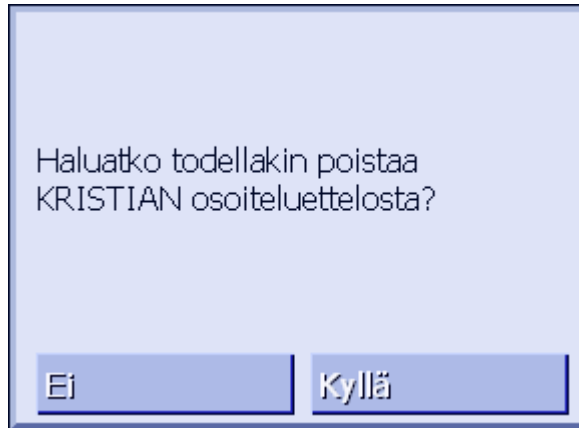 Haluatko todellakin poistaa
KRISTIAN osoiteluettelosta?
Ei
Kyllä